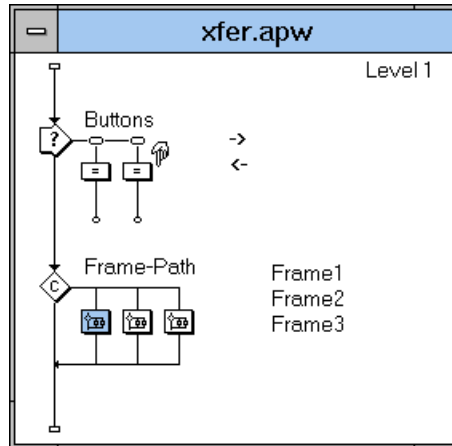 xfer.apw
Level 1
?
Buttons
->
= =
<-
Frame-Path
C
Frame1
Frame2
Frame3